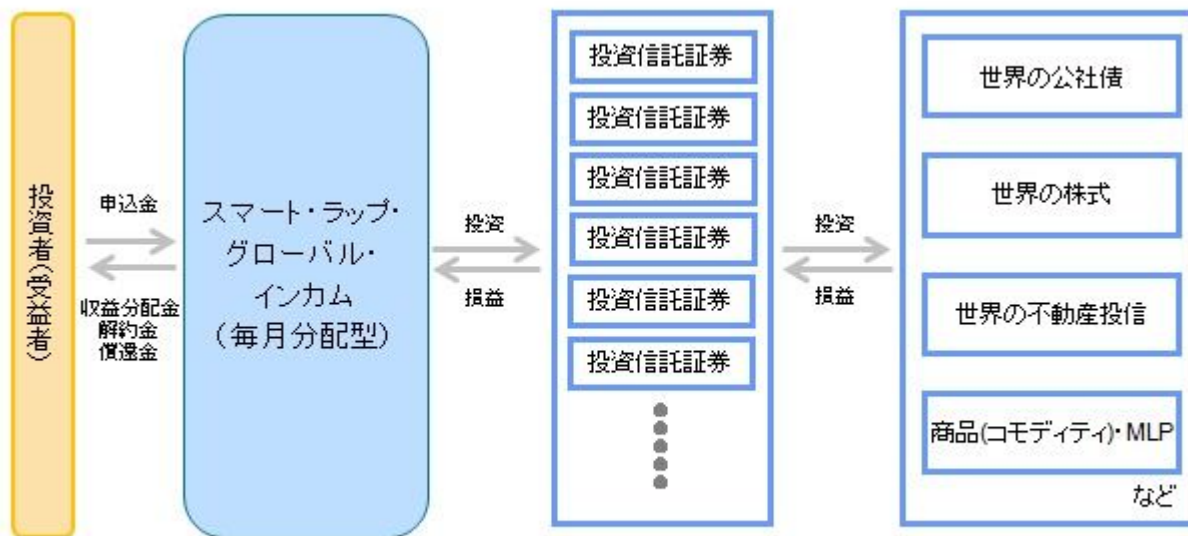 投資者(受益者)
申込金
収益分配金
解約金
償還金
スマート・ラップ・
グローバル・
インカム
(毎月分配型)
投資
損益
投資信託証券
投資信託証券
投資信託証券
投資信託証券
投資信託証券
投資信託証券
投資
損益
世界の公社債
世界の株式
世界の不動産投信
商品(コモディティ)・MLP
など